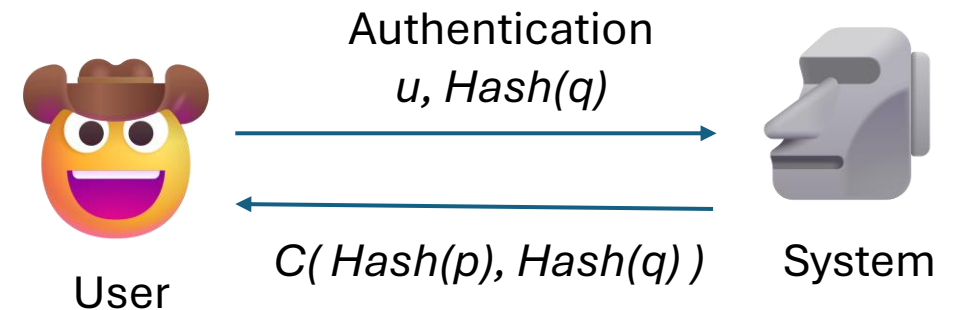 Authentication
u, Hash(q)
C( Hash(p), Hash(q) )
User
System